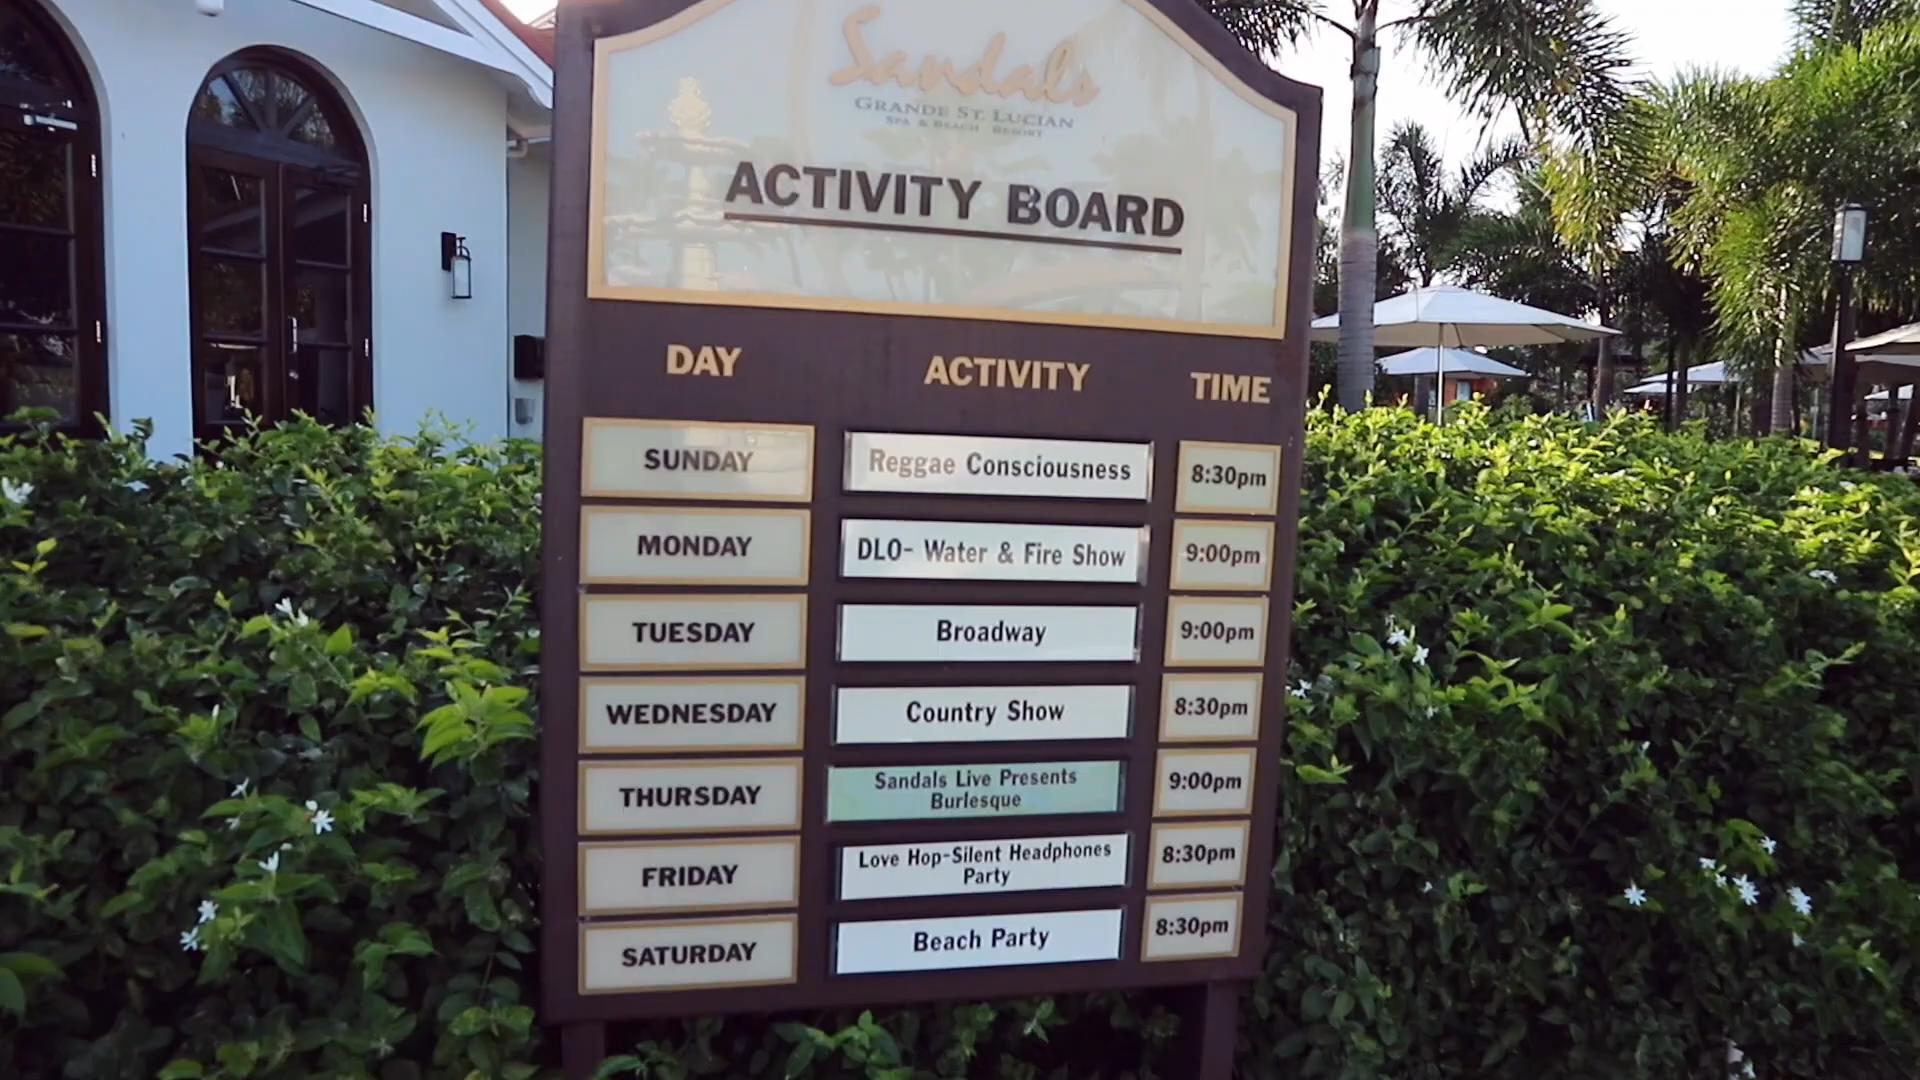 Sandals
GRANDE ST. LUCIAN
SPA & BEACH RESORT
ACTIVITY BOARD
DAY ACTIVITY TIME
SUNDAY Reggae Consciousness 8:30pm
MONDAY DLO- Water & Fire Show 9:00pm
TUESDAY Broadway 9:00pm
WEDNESDAY Country Show 8:30pm
THURSDAY Sandals Live Presents
Burlesque 9:00pm
FRIDAY Love Hop-Silent Headphones
Party 8:30pm
SATURDAY Beach Party 8:30pm